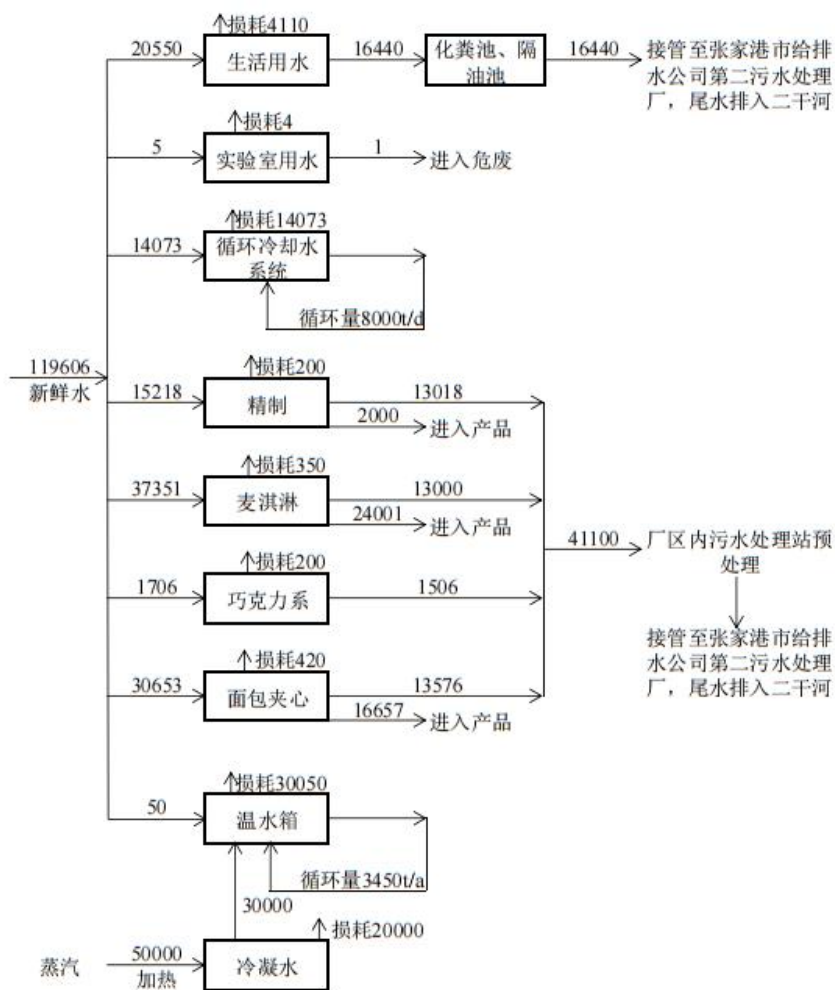 损耗4110
20550
生活用水
16440
化粪池、隔
油池
16440
接管至张家港市给排
水公司第二污水处理
厂，尾水排入二干河
损耗4
5
实验室用水
1
进入危废
损耗14073
14073
循环冷却水
系统
循环量8000t/d
119606
新鲜水
损耗200
15218
精制
13018
2000
进入产品
损耗350
37351
麦淇淋
13000
24001
进入产品
41100
厂区内污水处理站预
处理
损耗200
1706
巧克力系
1506
接管至张家港市给排
水公司第二污水处理
厂，尾水排入二干河
损耗420
30653
面包夹心
13576
16657
进入产品
损耗30050
50
温水箱
循环量3450t/a
30000
损耗20000
蒸汽
50000
加热
冷凝水